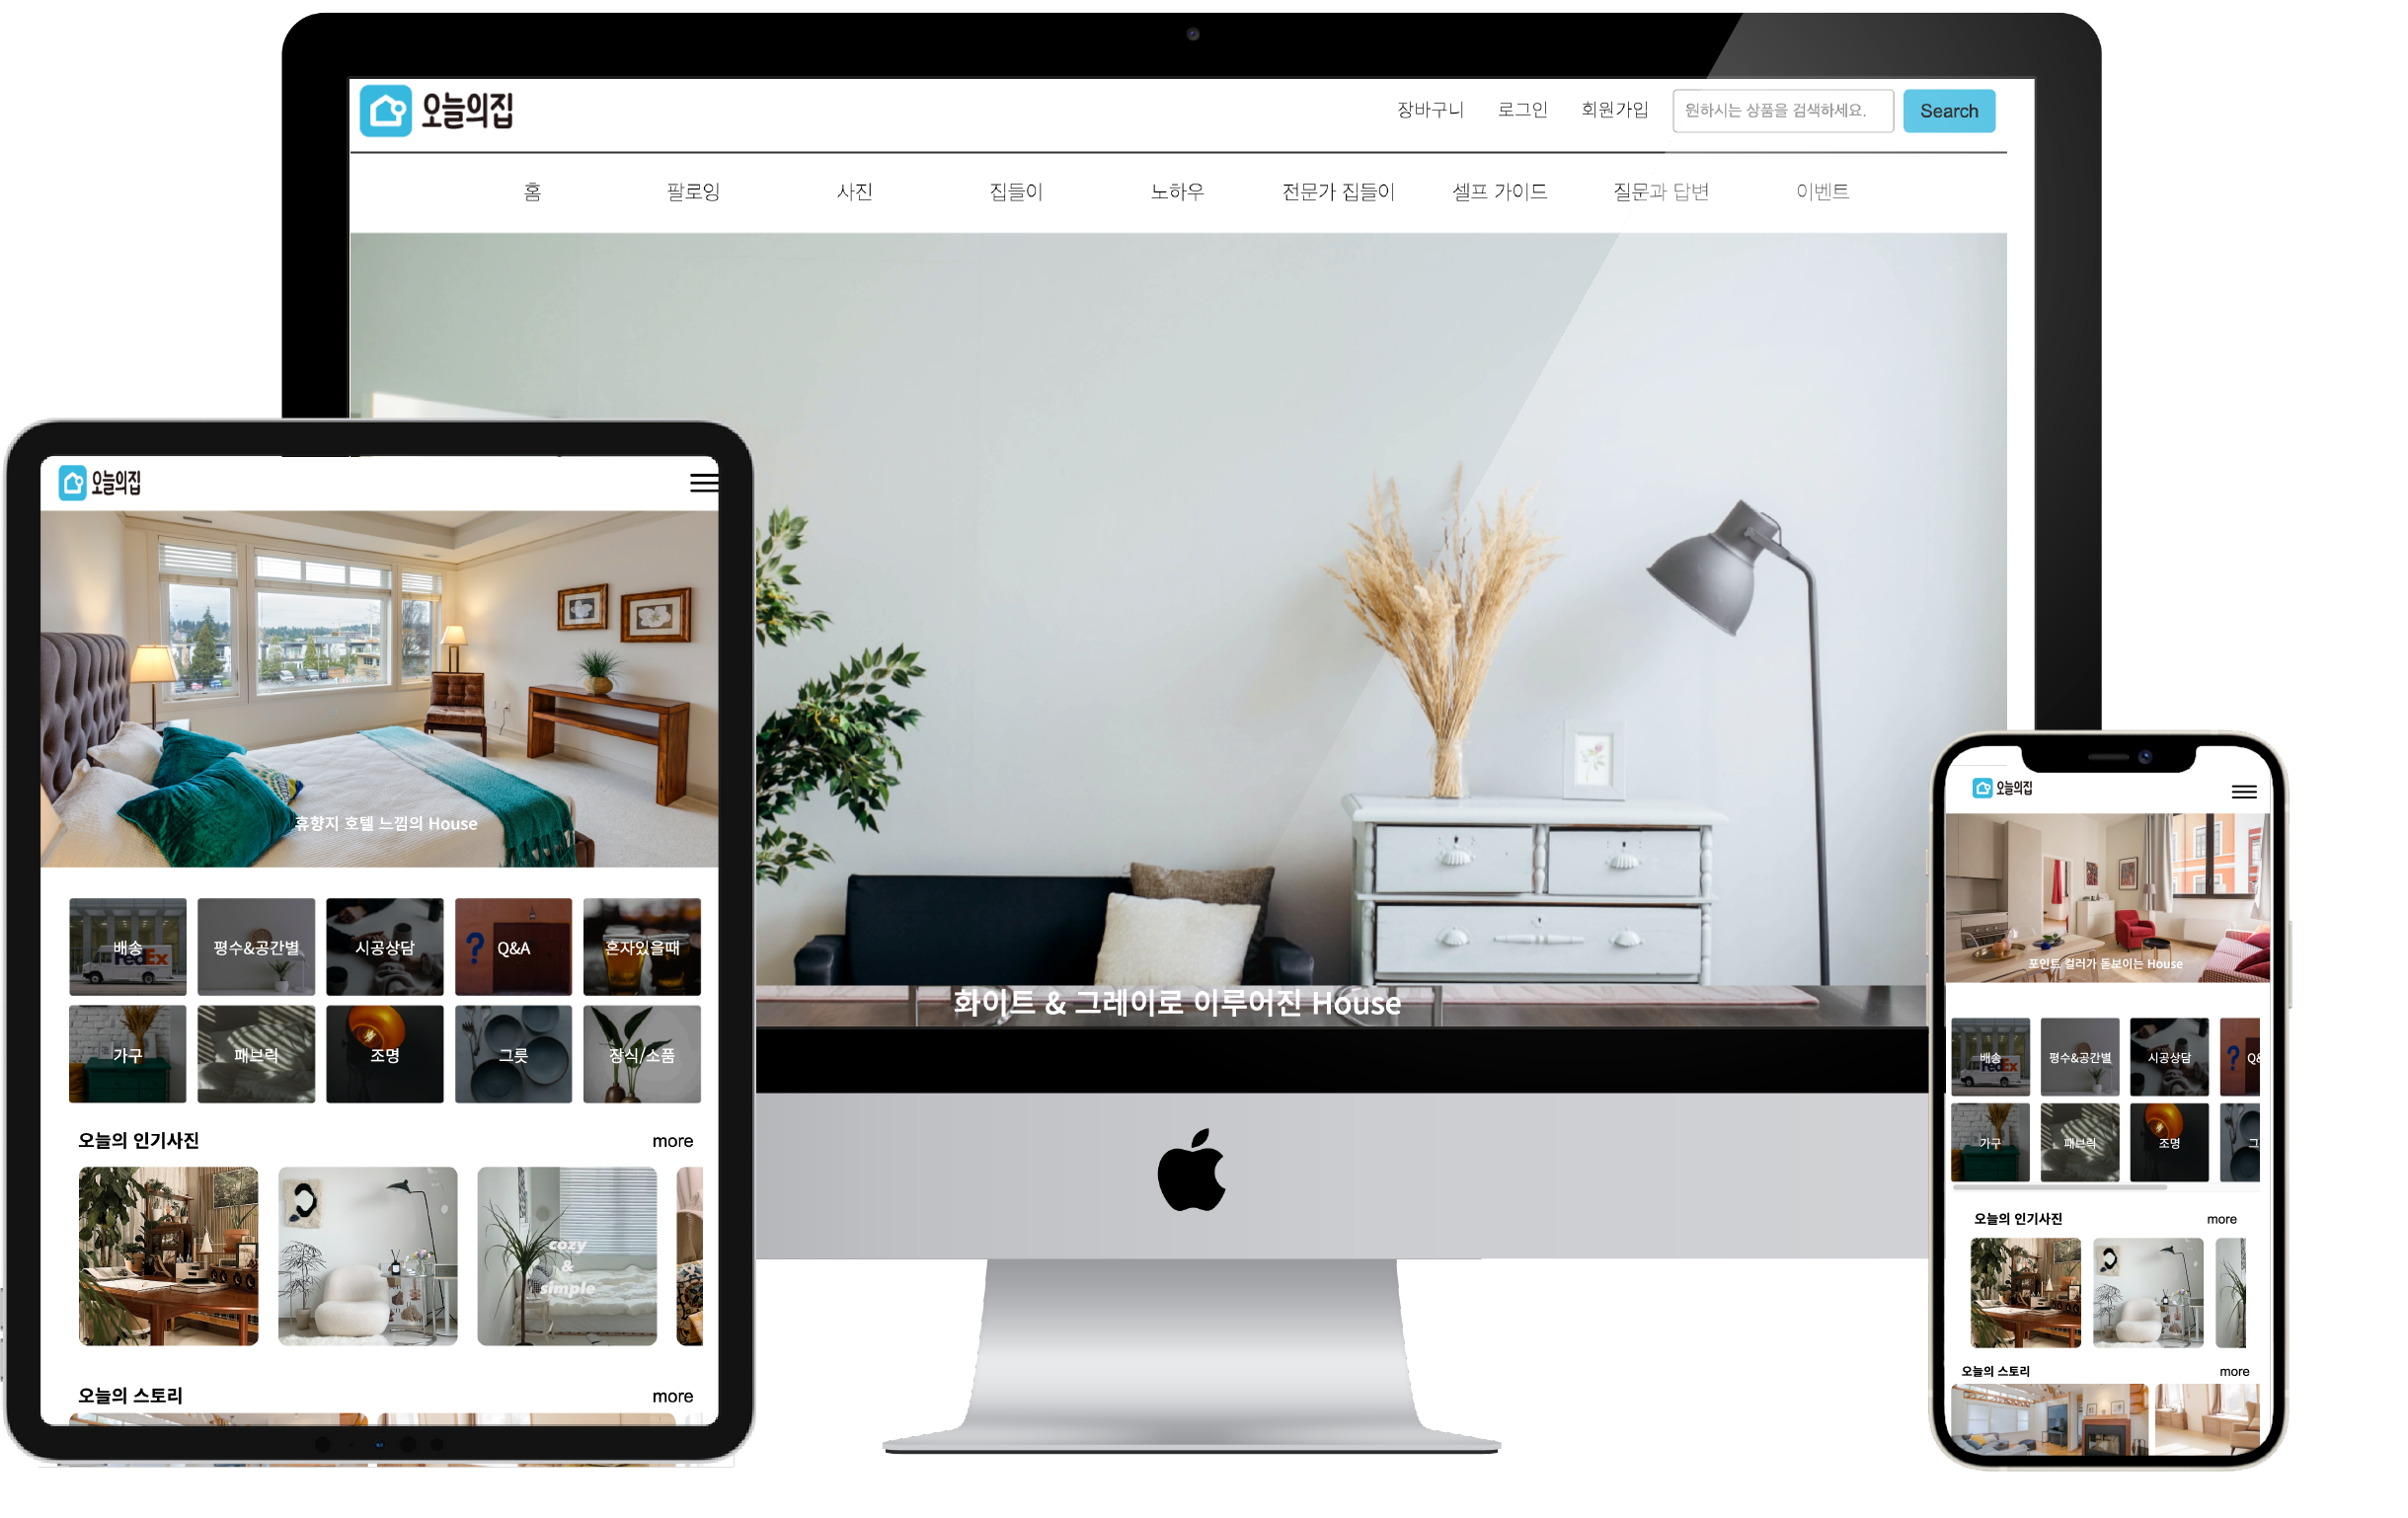 오늘의집
장바구니 로그인 회원가입 원하시는 상품을 검색하세요. Search
홈 팔로잉 사진 집들이 노하우 전문가 집들이 셀프 가이드 질문과 답변 이벤트
화이트 & 그레이로 이루어진 House
오늘의집
휴향지 호텔 느낌의 House
배송 평수&공간별 시공상담 Q&A 혼자있을때
FedEx
가구 패브릭 조명 그릇 장식/소품
오늘의 인기사진 more
cozy
&
simple
오늘의 스토리 more
오늘의집
포인트 컬러가 돋보이는 House
배송 평수&공간별 시공상담 Q&
FedEx
가구 패브릭 조명 그
오늘의 인기사진 more
오늘의 스토리 more